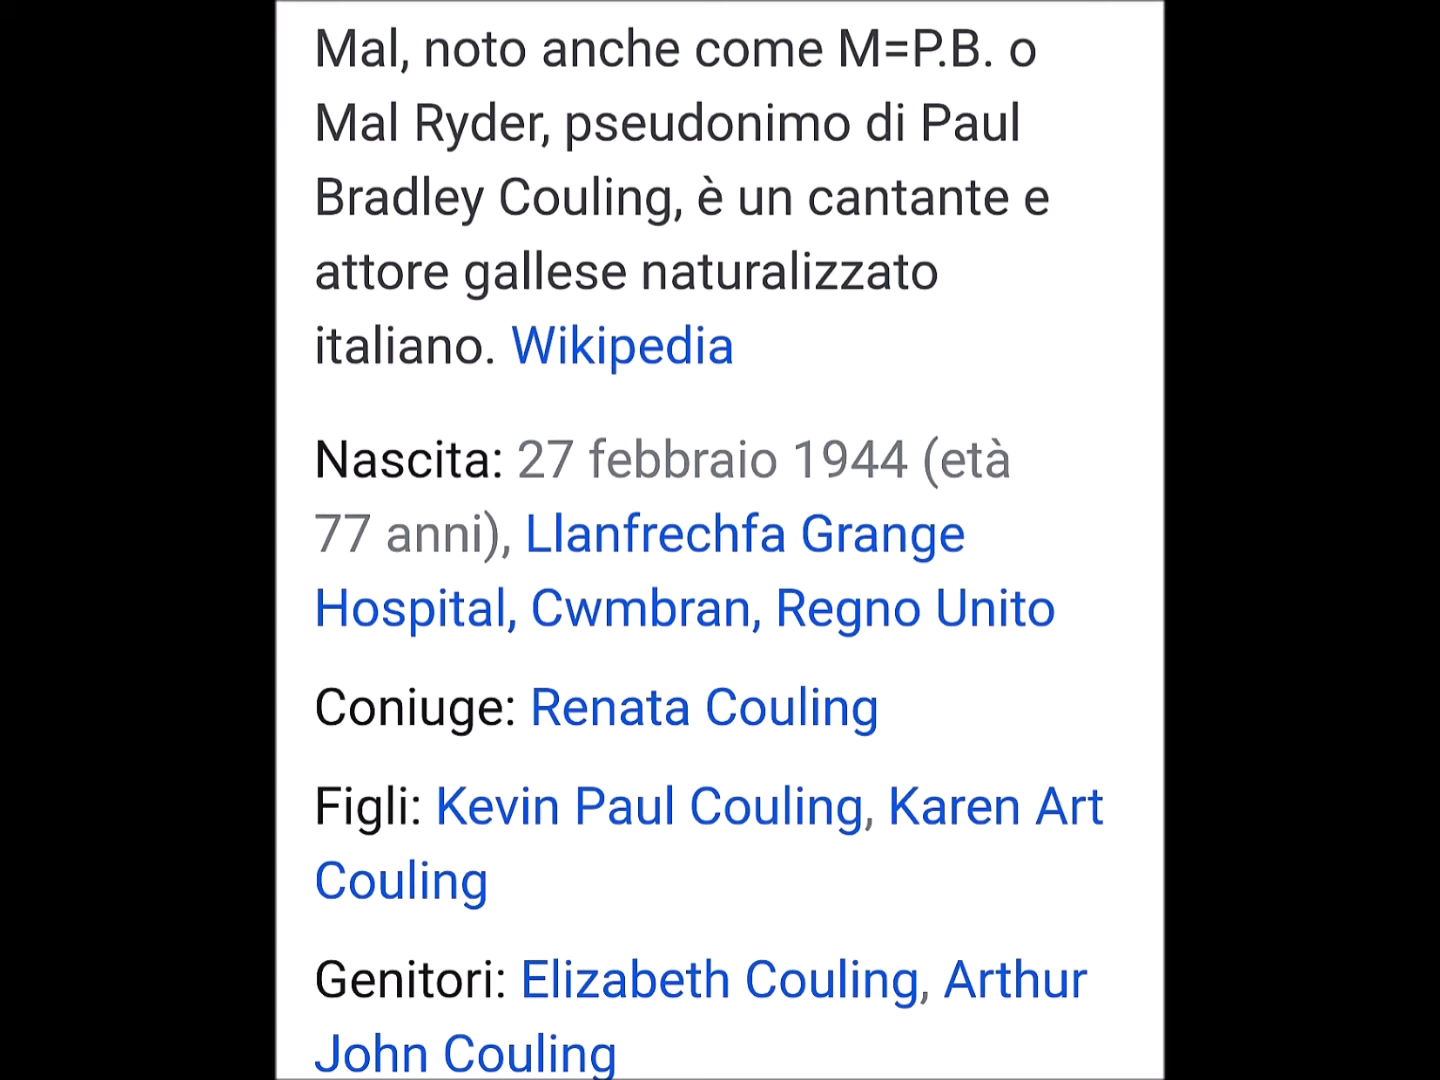 Mal, noto anche come M=P.B. o
Mal Ryder, pseudonimo di Paul
Bradley Couling, è un cantante e
attore gallese naturalizzato
italiano. Wikipedia
Nascita: 27 febbraio 1944 (età
77 anni), Llanfrechfa Grange
Hospital, Cwmbran, Regno Unito
Coniuge: Renata Couling
Figli: Kevin Paul Couling, Karen Art
Couling
Genitori: Elizabeth Couling, Arthur
John Couling